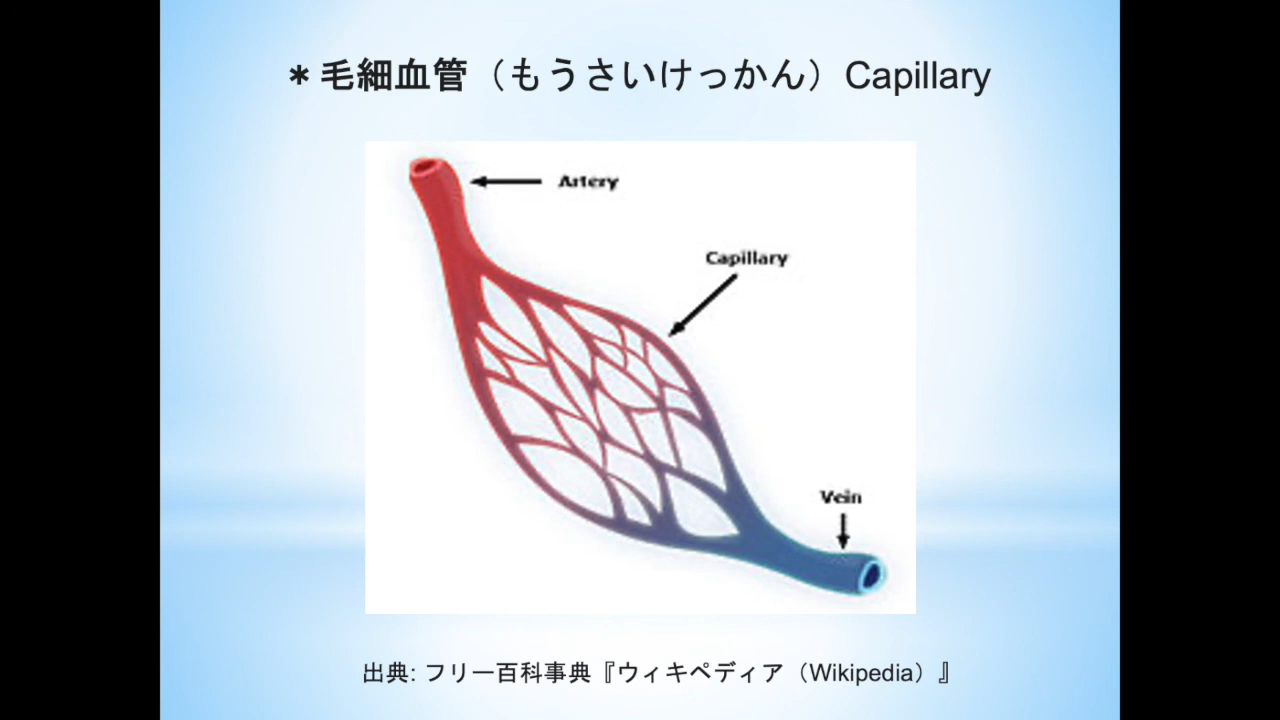 ＊毛細血管（もうさいけっかん）Capillary
Artery
Capillary
Vein
出典: フリー百科事典『ウィキペディア（Wikipedia）』